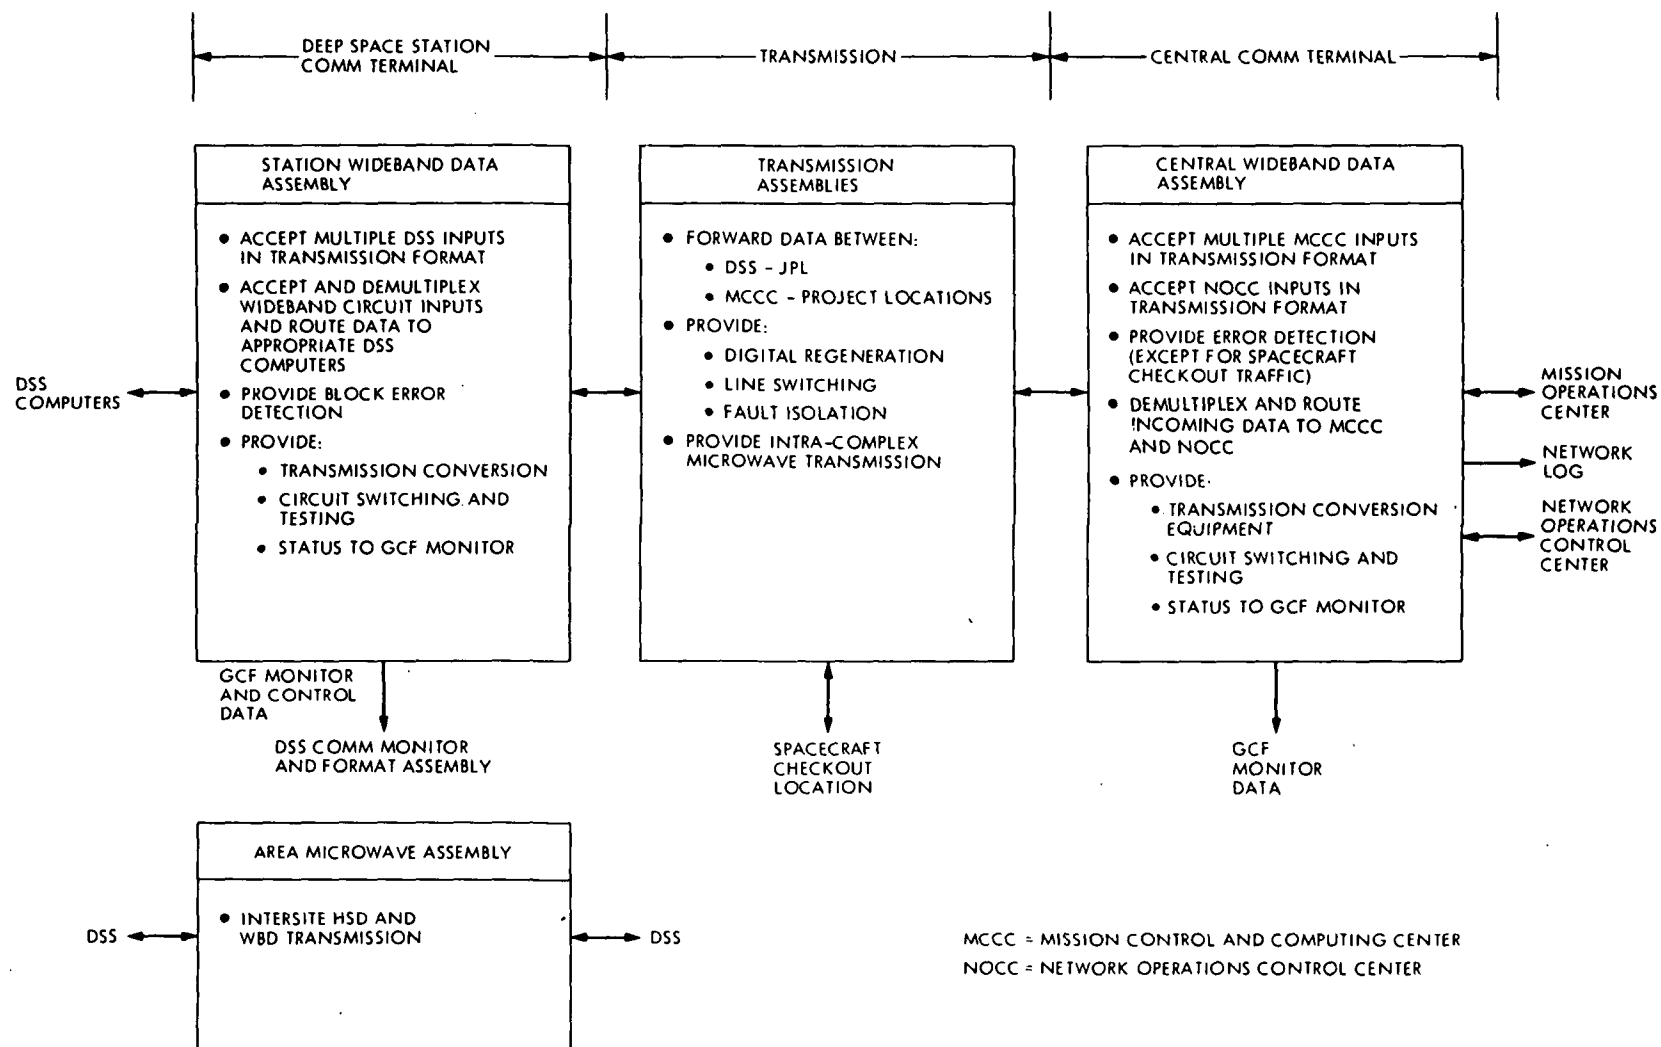 DEEP SPACE STATION
COMM TERMINAL
TRANSMISSION
CENTRAL COMM TERMINAL
STATION WIDEBAND DATA
ASSEMBLY
• ACCEPT MULTIPLE DSS INPUTS
IN TRANSMISSION FORMAT
• ACCEPT AND DEMULTIPLEX
WIDEBAND CIRCUIT INPUTS
AND ROUTE DATA TO
APPROPRIATE DSS
COMPUTERS
• PROVIDE BLOCK ERROR
DETECTION
• PROVIDE:
• TRANSMISSION CONVERSION
• CIRCUIT SWITCHING AND
TESTING
• STATUS TO GCF MONITOR
DSS
COMPUTERS
GCF MONITOR
AND CONTROL
DATA
DSS COMM MONITOR
AND FORMAT ASSEMBLY
TRANSMISSION
ASSEMBLIES
• FORWARD DATA BETWEEN:
• DSS - JPL
• MCCC - PROJECT LOCATIONS
• PROVIDE:
• DIGITAL REGENERATION
• LINE SWITCHING
• FAULT ISOLATION
• PROVIDE INTRA-COMPLEX
MICROWAVE TRANSMISSION
SPACECRAFT
CHECKOUT
LOCATION
CENTRAL WIDEBAND DATA
ASSEMBLY
• ACCEPT MULTIPLE MCCC INPUTS
IN TRANSMISSION FORMAT
• ACCEPT NOCC INPUTS IN
TRANSMISSION FORMAT
• PROVIDE ERROR DETECTION
(EXCEPT FOR SPACECRAFT
CHECKOUT TRAFFIC)
• DEMULTIPLEX AND ROUTE
INCOMING DATA TO MCCC
AND NOCC
• PROVIDE:
• TRANSMISSION CONVERSION
EQUIPMENT
• CIRCUIT SWITCHING AND
TESTING
• STATUS TO GCF MONITOR
MISSION
OPERATIONS
CENTER
NETWORK
LOG
NETWORK
OPERATIONS
CONTROL
CENTER
GCF
MONITOR
DATA
AREA MICROWAVE ASSEMBLY
• INTERSITE HSD AND
WBD TRANSMISSION
DSS
DSS
MCCC = MISSION CONTROL AND COMPUTING CENTER
NOCC = NETWORK OPERATIONS CONTROL CENTER